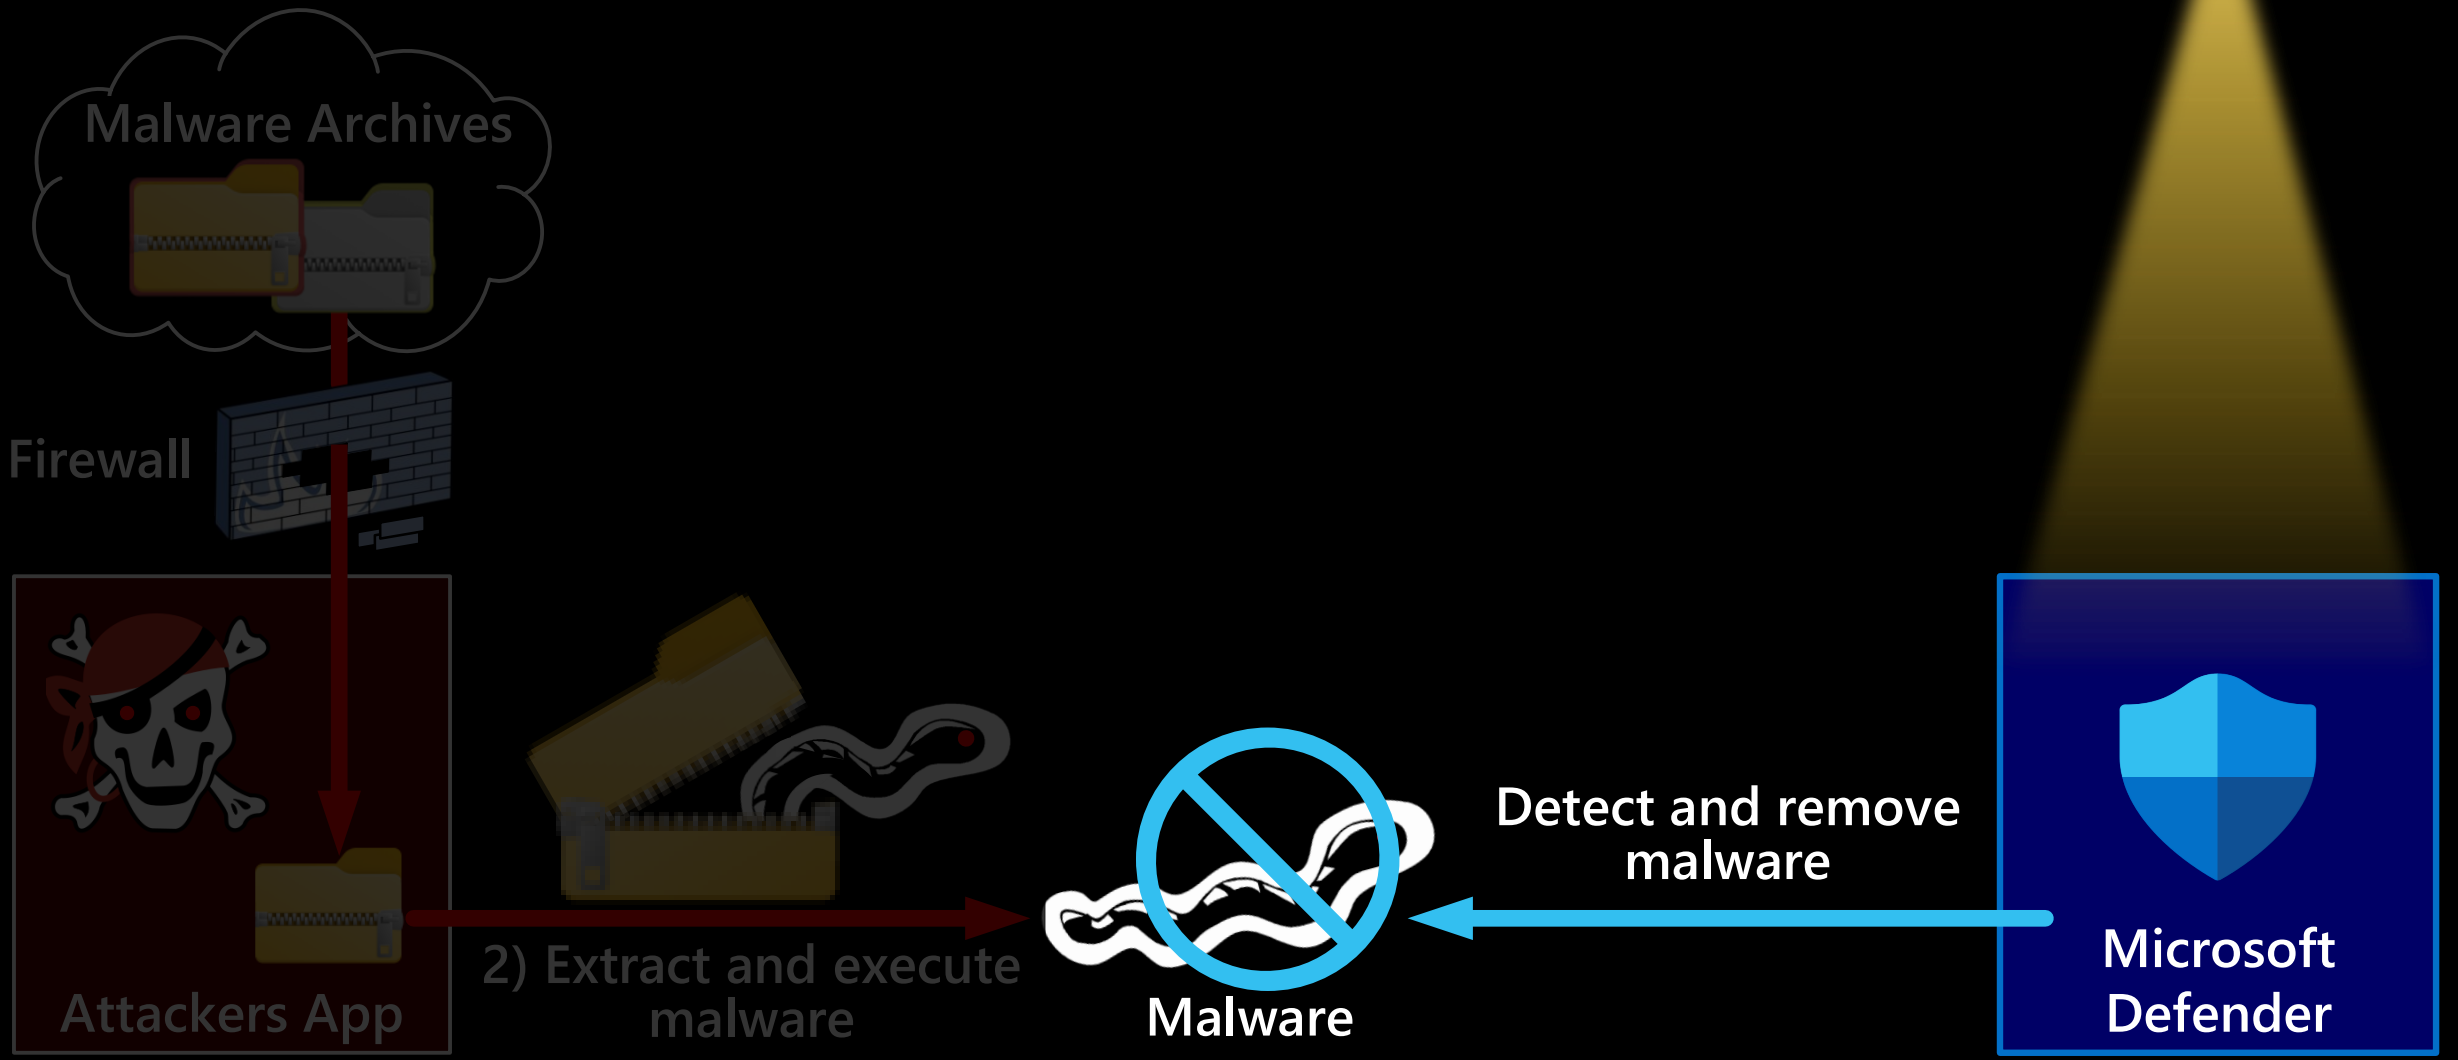 Malware Archives
Firewall
Attackers App
2) Extract and execute
malware
Malware
Detect and remove
malware
Microsoft
Defender